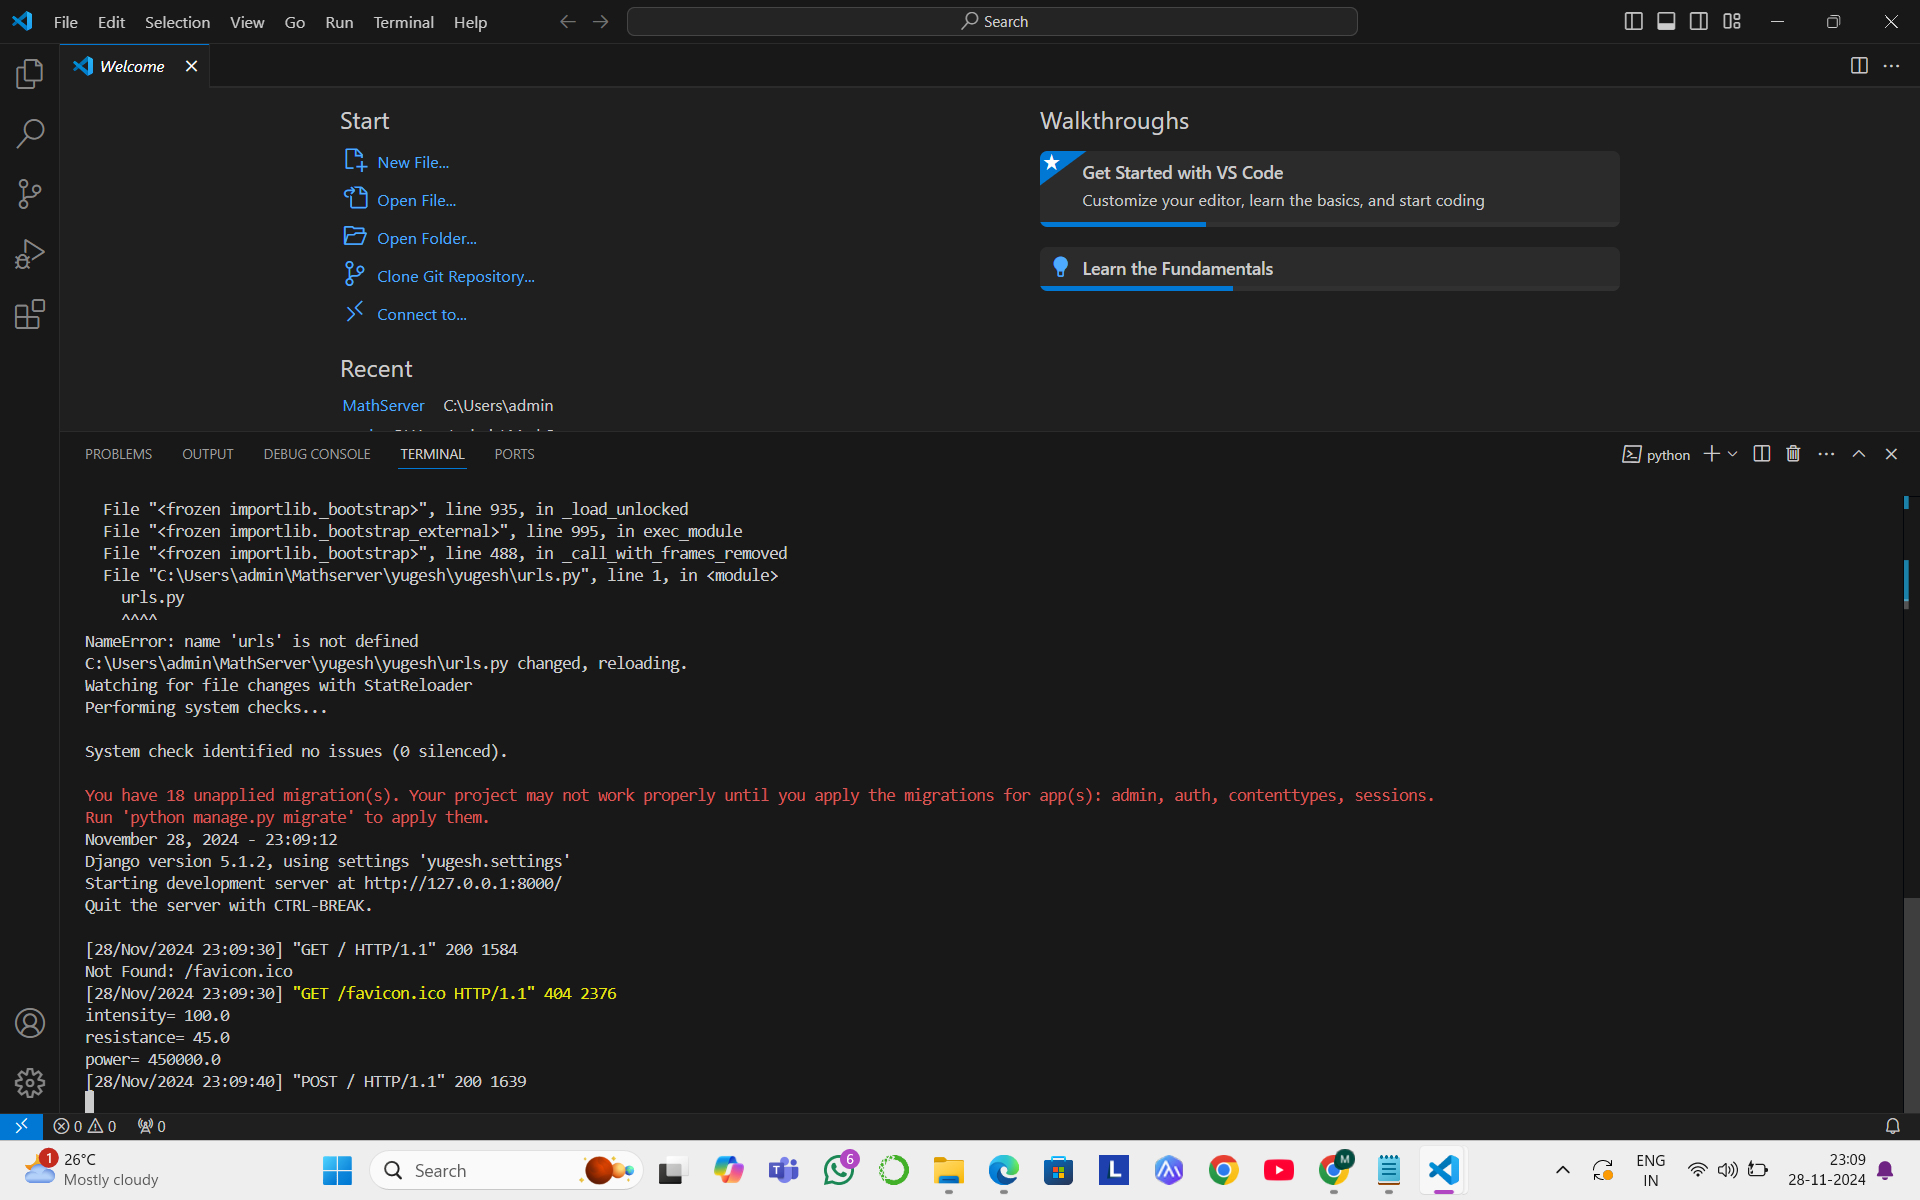 File Edit Selection View Go Run Terminal Help
Search
Welcome
Start
New File...
Open File...
Open Folder...
Clone Git Repository...
Connect to...
Recent
MathServer C:\Users\admin
Walkthroughs
Get Started with VS Code
Customize your editor, learn the basics, and start coding
Learn the Fundamentals
PROBLEMS OUTPUT DEBUG CONSOLE TERMINAL PORTS
python
File "<frozen importlib._bootstrap>", line 935, in _load_unlocked
File "<frozen importlib._bootstrap_external>", line 995, in exec_module
File "<frozen importlib._bootstrap>", line 488, in _call_with_frames_removed
File "C:\Users\admin\Mathserver\yugesh\yugesh\urls.py", line 1, in <module>
urls.py
^^^^
NameError: name 'urls' is not defined
C:\Users\admin\MathServer\yugesh\yugesh\urls.py changed, reloading.
Watching for file changes with StatReloader
Performing system checks...
System check identified no issues (0 silenced).
You have 18 unapplied migration(s). Your project may not work properly until you apply the migrations for app(s): admin, auth, contenttypes, sessions.
Run 'python manage.py migrate' to apply them.
November 28, 2024 - 23:09:12
Django version 5.1.2, using settings 'yugesh.settings'
Starting development server at http://127.0.0.1:8000/
Quit the server with CTRL-BREAK.
[28/Nov/2024 23:09:30] "GET / HTTP/1.1" 200 1584
Not Found: /favicon.ico
[28/Nov/2024 23:09:30] "GET /favicon.ico HTTP/1.1" 404 2376
intensity= 100.0
resistance= 45.0
power= 450000.0
[28/Nov/2024 23:09:40] "POST / HTTP/1.1" 200 1639
0 0 0
1
26°C
Mostly cloudy
Search
6
L
M
ENG
IN
23:09
28-11-2024